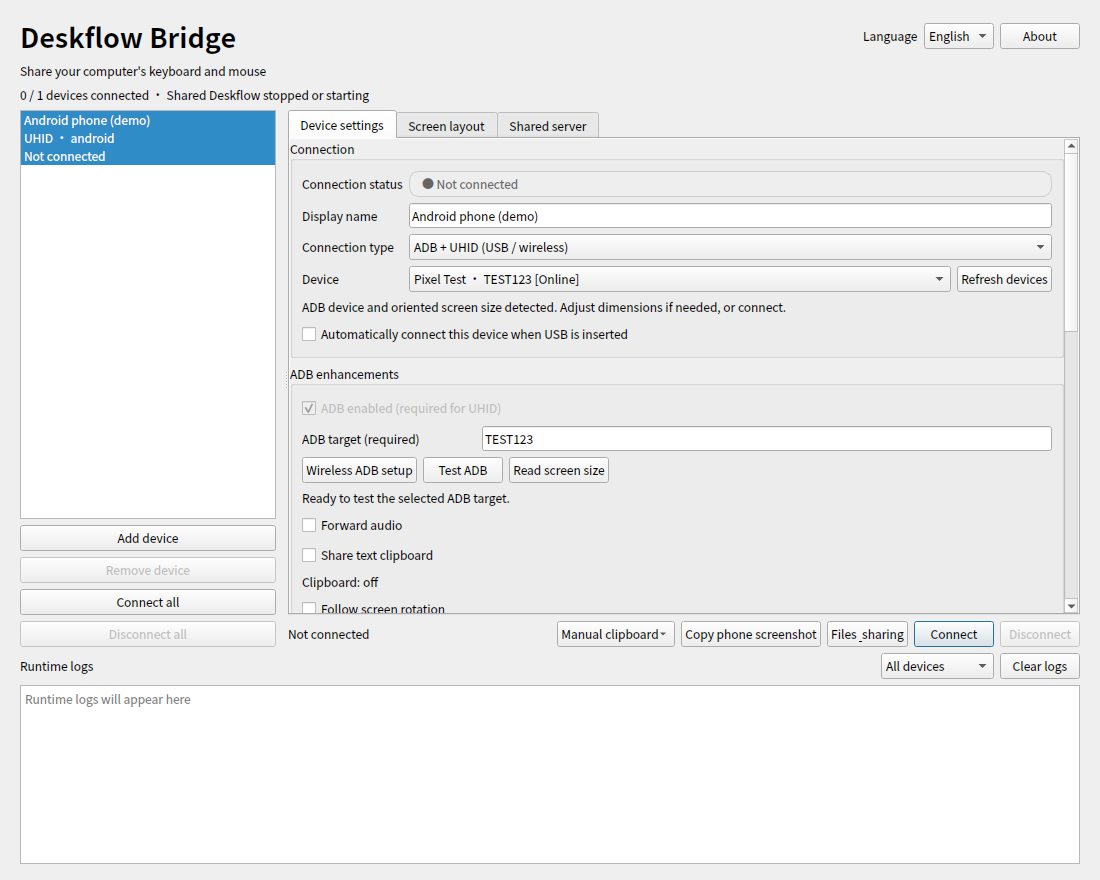 Deskflow Bridge
Language English About
Share your computer's keyboard and mouse
0 / 1 devices connected · Shared Deskflow stopped or starting
Android phone (demo)
UHID · android
Not connected
Add device
Remove device
Connect all
Disconnect all
Device settings Screen layout Shared server
Connection
Connection status Not connected
Display name Android phone (demo)
Connection type ADB + UHID (USB / wireless)
Device Pixel Test · TEST123 [Online] Refresh devices
ADB device and oriented screen size detected. Adjust dimensions if needed, or connect.
Automatically connect this device when USB is inserted
ADB enhancements
ADB enabled (required for UHID)
ADB target (required) TEST123
Wireless ADB setup Test ADB Read screen size
Ready to test the selected ADB target.
Forward audio
Share text clipboard
Clipboard: off
Follow screen rotation
Not connected Manual clipboard Copy phone screenshot Files_sharing Connect Disconnect
Runtime logs All devices Clear logs
Runtime logs will appear here